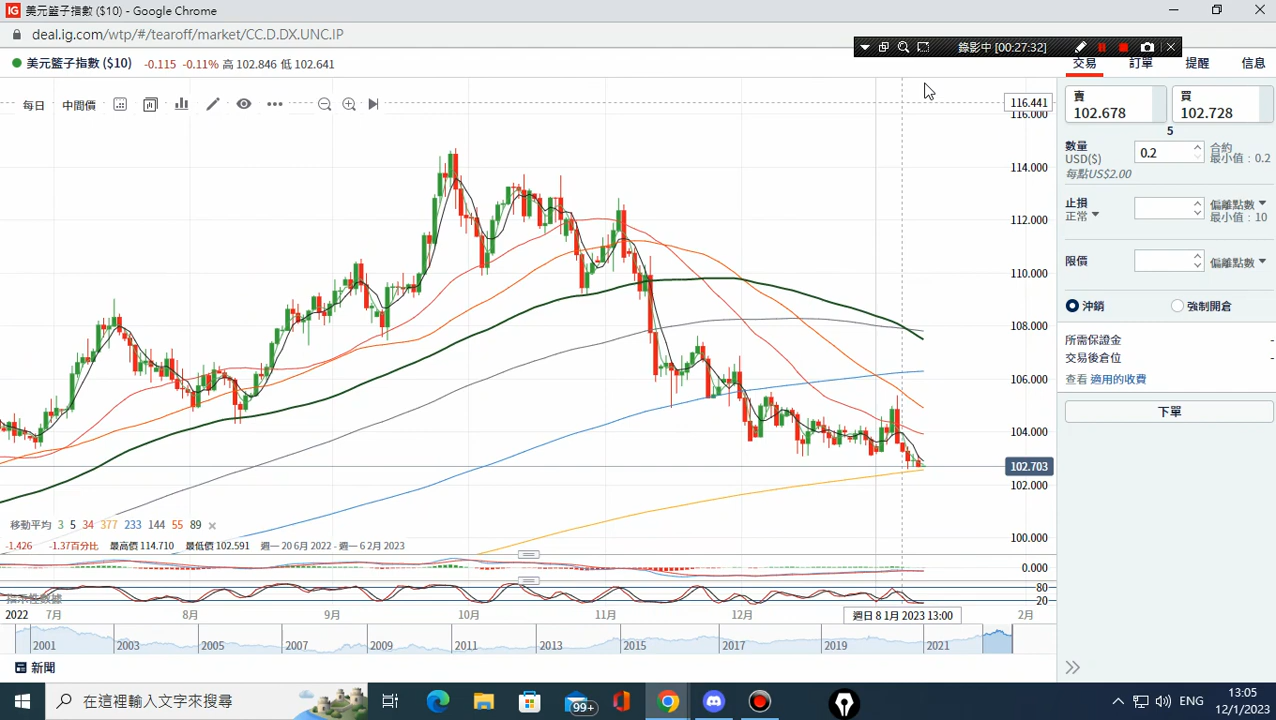 IG 美元籃子指數 ($10) - Google Chrome
deal.ig.com/wtp/#/tearoff/market/CC.D.DX.UNC.IP
錄影中 [00:27:32]
美元籃子指數 ($10) -0.115 -0.11% 高 102.846 低 102.641
交易 訂單 提醒 信息
每日 中間價
116.441
116.000
114.000
112.000
110.000
108.000
106.000
104.000
102.703
102.000
100.000
賣
102.678
買
102.728
5
數量
USD($)
0.2
合約
最小值 : 0.2
每點US$2.00
止損
正常
偏離點數
最小值 : 10
限價
偏離點數
沖銷 強制開倉
所需保證金 -
交易後倉位 -
查看 適用的收費
下單
移動平均 3 5 34 377 233 144 55 89
-1.426 -1.37百分比 最高價 114.710 最低價 102.591 週一 20 6月 2022 - 週一 6 2月 2023
0.000
80
20
指示性數據
2022 7月 8月 9月 10月 11月 12月 週日 8 1月 2023 13:00 2月
2001 2003 2005 2007 2009 2011 2013 2015 2017 2019 2021
新聞
在這裡輸入文字來搜尋
99+
ENG
13:05
12/1/2023